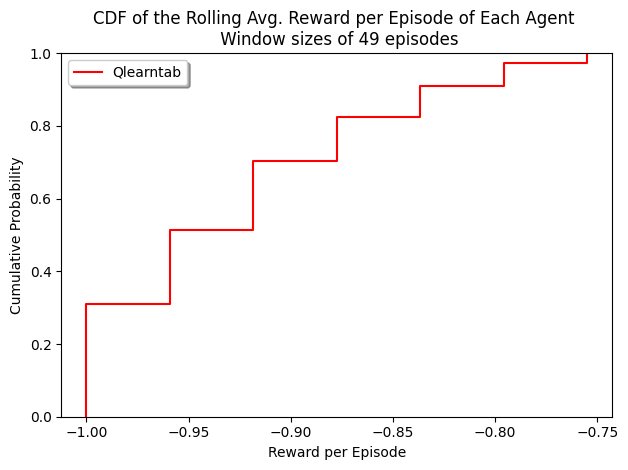 CDF of the Rolling Avg. Reward per Episode of Each Agent
Window sizes of 49 episodes
Qlearntab
Cumulative Probability
1.0
0.8
0.6
0.4
0.2
0.0
−1.00
−0.95
−0.90
−0.85
−0.80
−0.75
Reward per Episode